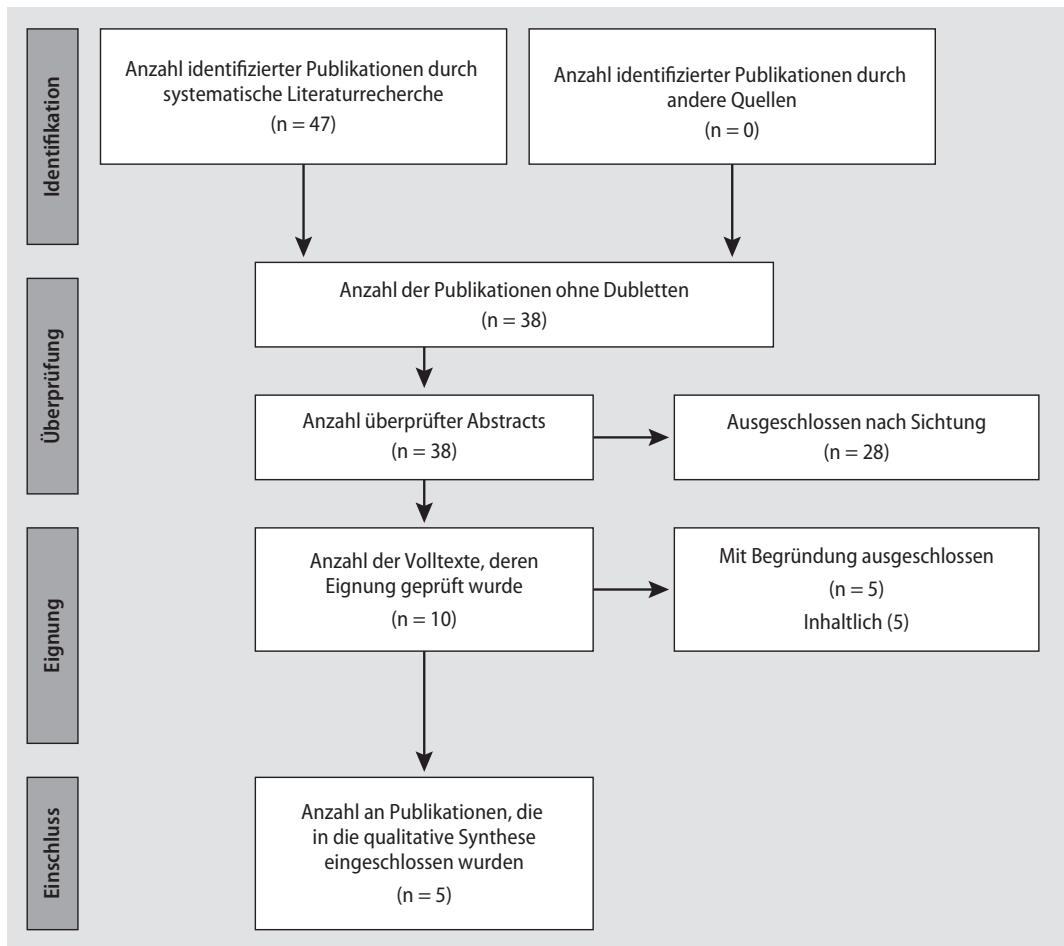 Identifikation
Anzahl identifizierter Publikationen durch
systematische Literaturrecherche
(n = 47)
Anzahl identifizierter Publikationen durch
andere Quellen
(n = 0)
Überprüfung
Anzahl der Publikationen ohne Dubletten
(n = 38)
Anzahl überprüfter Abstracts
(n = 38)
Ausgeschlossen nach Sichtung
(n = 28)
Eignung
Anzahl der Volltexte, deren
Eignung geprüft wurde
(n = 10)
Mit Begründung ausgeschlossen
(n = 5)
Inhaltlich (5)
Einschluss
Anzahl an Publikationen, die
in die qualitative Synthese
eingeschlossen wurden
(n = 5)